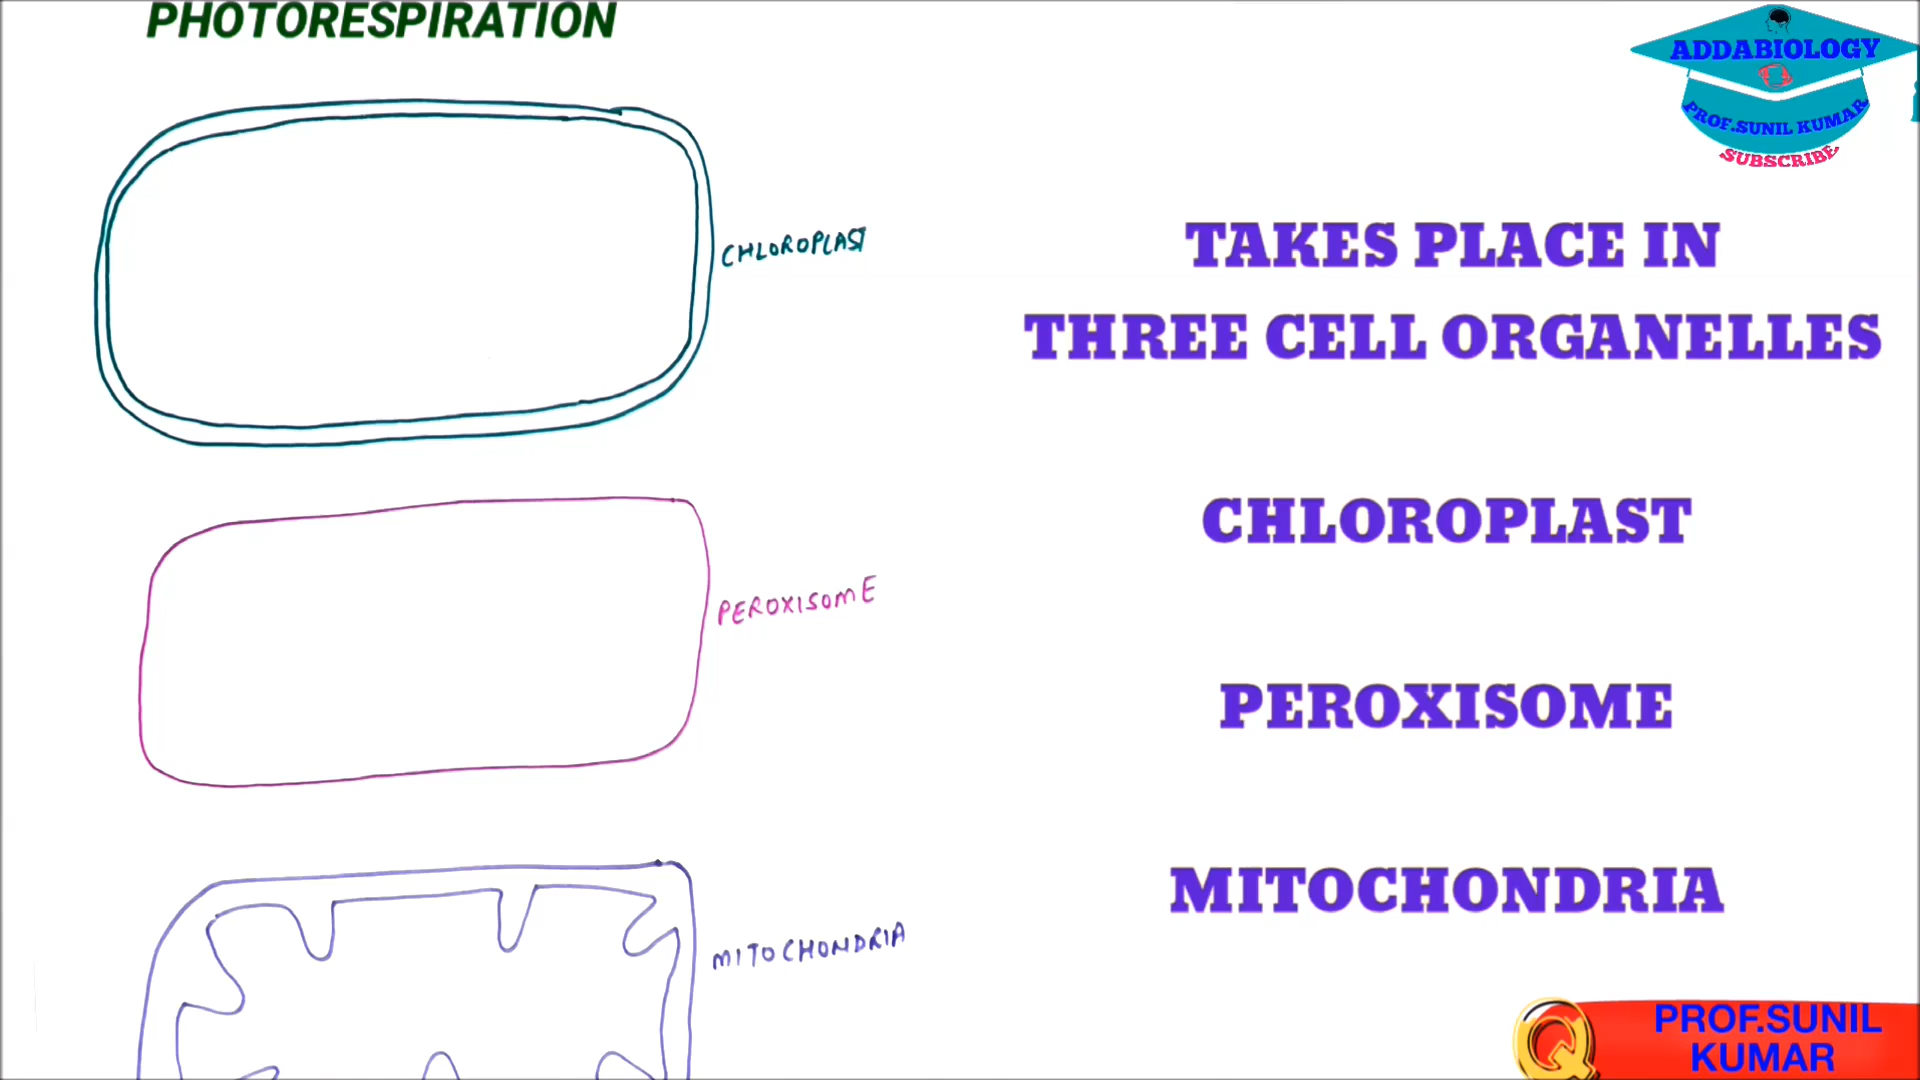 PHOTORESPIRATION
ADDABIOLOGY
PROF.SUNIL KUMAR
SUBSCRIBE
CHLOROPLAST
TAKES PLACE IN
THREE CELL ORGANELLES
CHLOROPLAST
PEROXISOME
PEROXISOME
MITOCHONDRIA
MITOCHONDRIA
PROF.SUNIL
KUMAR